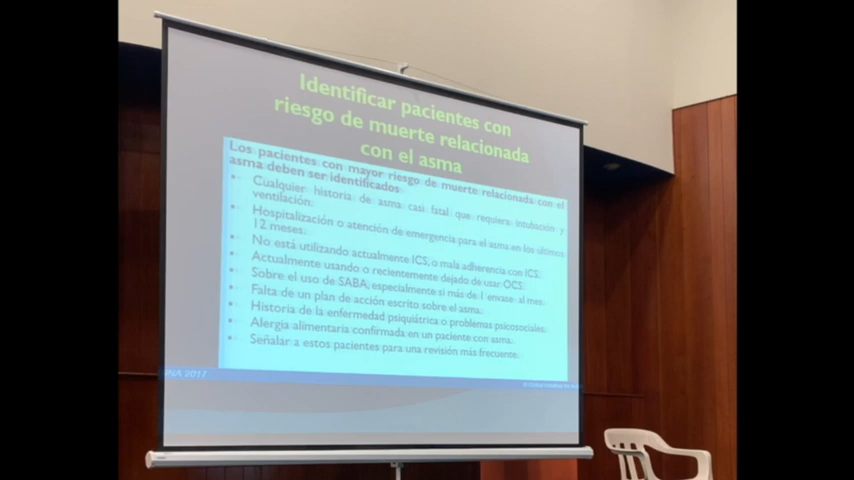 Identificar pacientes con
riesgo de muerte relacionada
con el asma
Los pacientes con mayor riesgo de muerte relacionada con el
asma deben ser identificados
Cualquier historia de asma casi fatal que requiera intubación y
ventilación.
Hospitalización o atención de emergencia para el asma en los últimos
12 meses.
No está utilizando actualmente ICS, o mala adherencia con ICS.
Actualmente usando o recientemente dejado de usar OCS.
Sobre el uso de SABA, especialmente si más de 1 envase al mes.
Falta de un plan de acción escrito sobre el asma.
Historia de la enfermedad psiquiátrica o problemas psicosociales.
Alergia alimentaria confirmada en un paciente con asma.
Señalar a estos pacientes para una revisión más frecuente.
GINA 2017